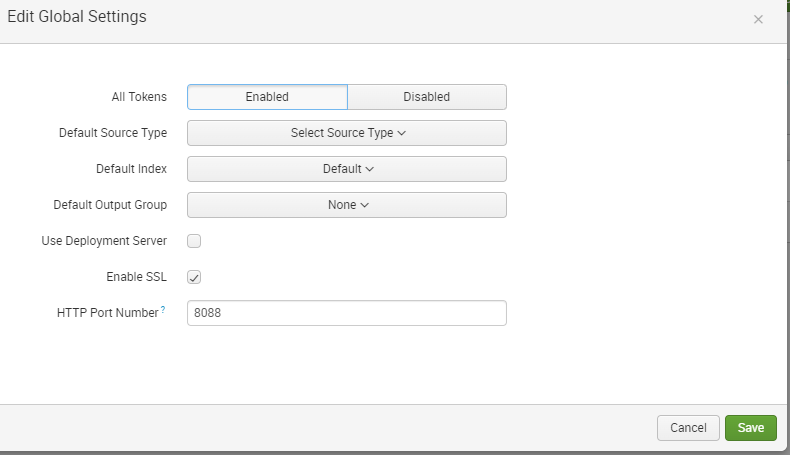 Edit Global Settings
×
All Tokens Enabled Disabled
Default Source Type Select Source Type
Default Index Default
Default Output Group None
Use Deployment Server
Enable SSL
HTTP Port Number ? 8088
Cancel Save